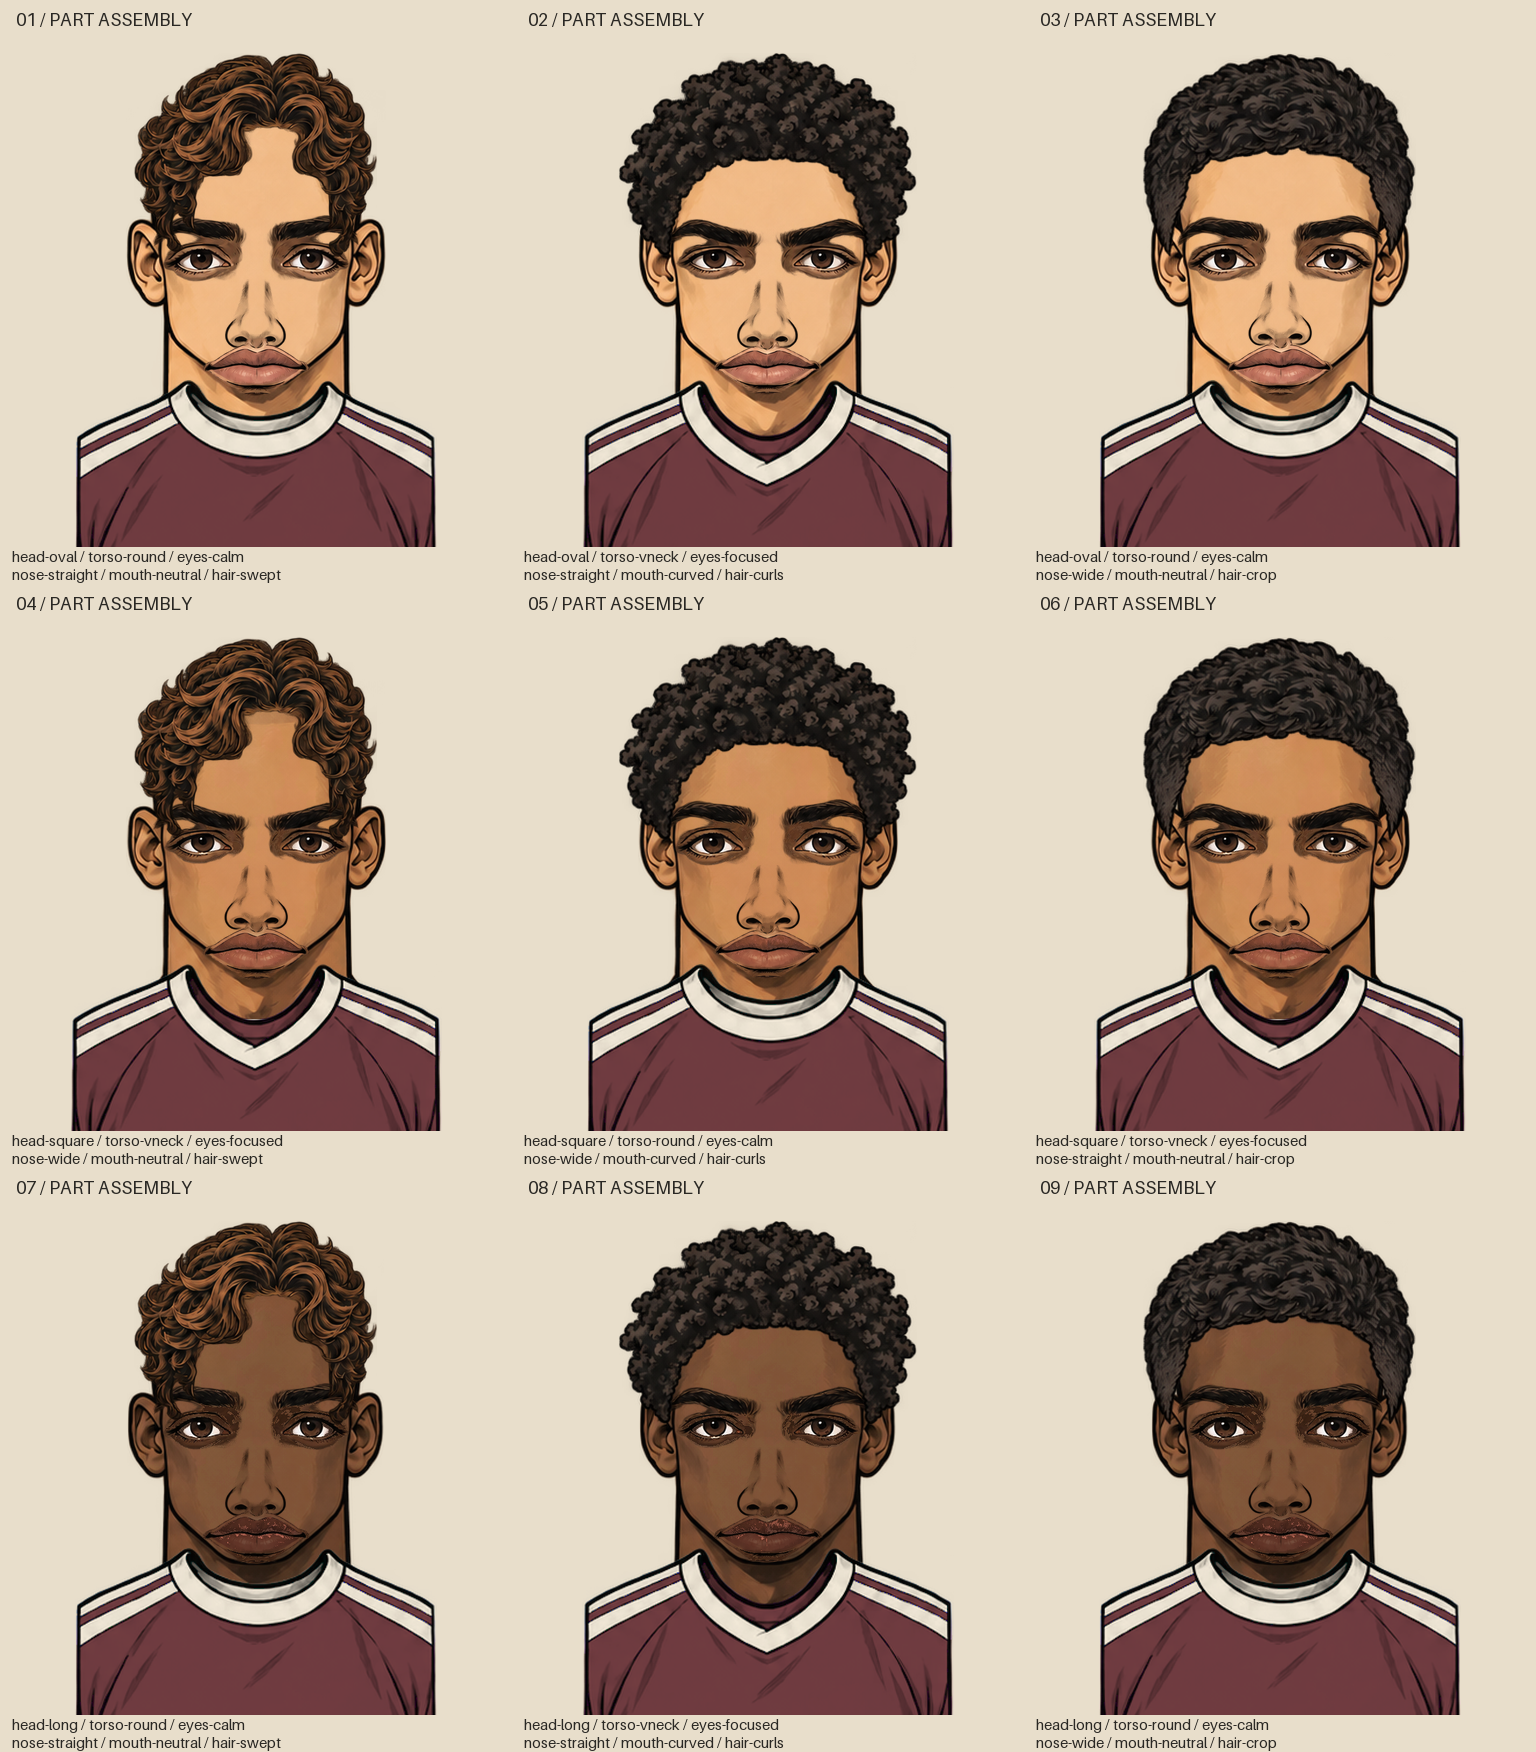 01 / PART ASSEMBLY
02 / PART ASSEMBLY
03 / PART ASSEMBLY
head-oval / torso-round / eyes-calm
nose-straight / mouth-neutral / hair-swept
head-oval / torso-vneck / eyes-focused
nose-straight / mouth-curved / hair-curls
head-oval / torso-round / eyes-calm
nose-wide / mouth-neutral / hair-crop
04 / PART ASSEMBLY
05 / PART ASSEMBLY
06 / PART ASSEMBLY
head-square / torso-vneck / eyes-focused
nose-wide / mouth-neutral / hair-swept
head-square / torso-round / eyes-calm
nose-wide / mouth-curved / hair-curls
head-square / torso-vneck / eyes-focused
nose-straight / mouth-neutral / hair-crop
07 / PART ASSEMBLY
08 / PART ASSEMBLY
09 / PART ASSEMBLY
head-long / torso-round / eyes-calm
nose-straight / mouth-neutral / hair-swept
head-long / torso-vneck / eyes-focused
nose-straight / mouth-curved / hair-curls
head-long / torso-round / eyes-calm
nose-wide / mouth-neutral / hair-crop